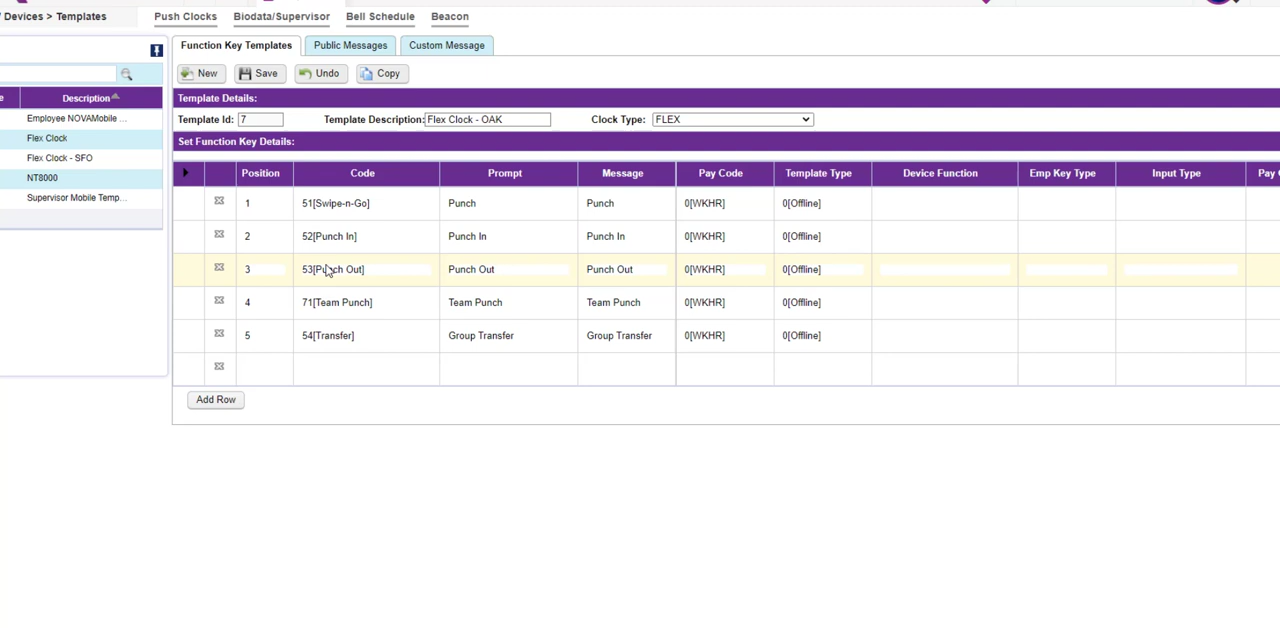 / Devices > Templates
Push Clocks Biodata/Supervisor Bell Schedule Beacon
Function Key Templates Public Messages Custom Message
New Save Undo Copy
Description
Employee NOVAMobile ...
Flex Clock
Flex Clock - SFO
NT8000
Supervisor Mobile Temp...
Template Details:
Template Id: 7 Template Description: Flex Clock - OAK Clock Type: FLEX
Set Function Key Details:
Position Code Prompt Message Pay Code Template Type Device Function Emp Key Type Input Type Pay
1 51[Swipe-n-Go] Punch Punch 0[WKHR] 0[Offline]
2 52[Punch In] Punch In Punch In 0[WKHR] 0[Offline]
3 53[Punch Out] Punch Out Punch Out 0[WKHR] 0[Offline]
4 71[Team Punch] Team Punch Team Punch 0[WKHR] 0[Offline]
5 54[Transfer] Group Transfer Group Transfer 0[WKHR] 0[Offline]
Add Row